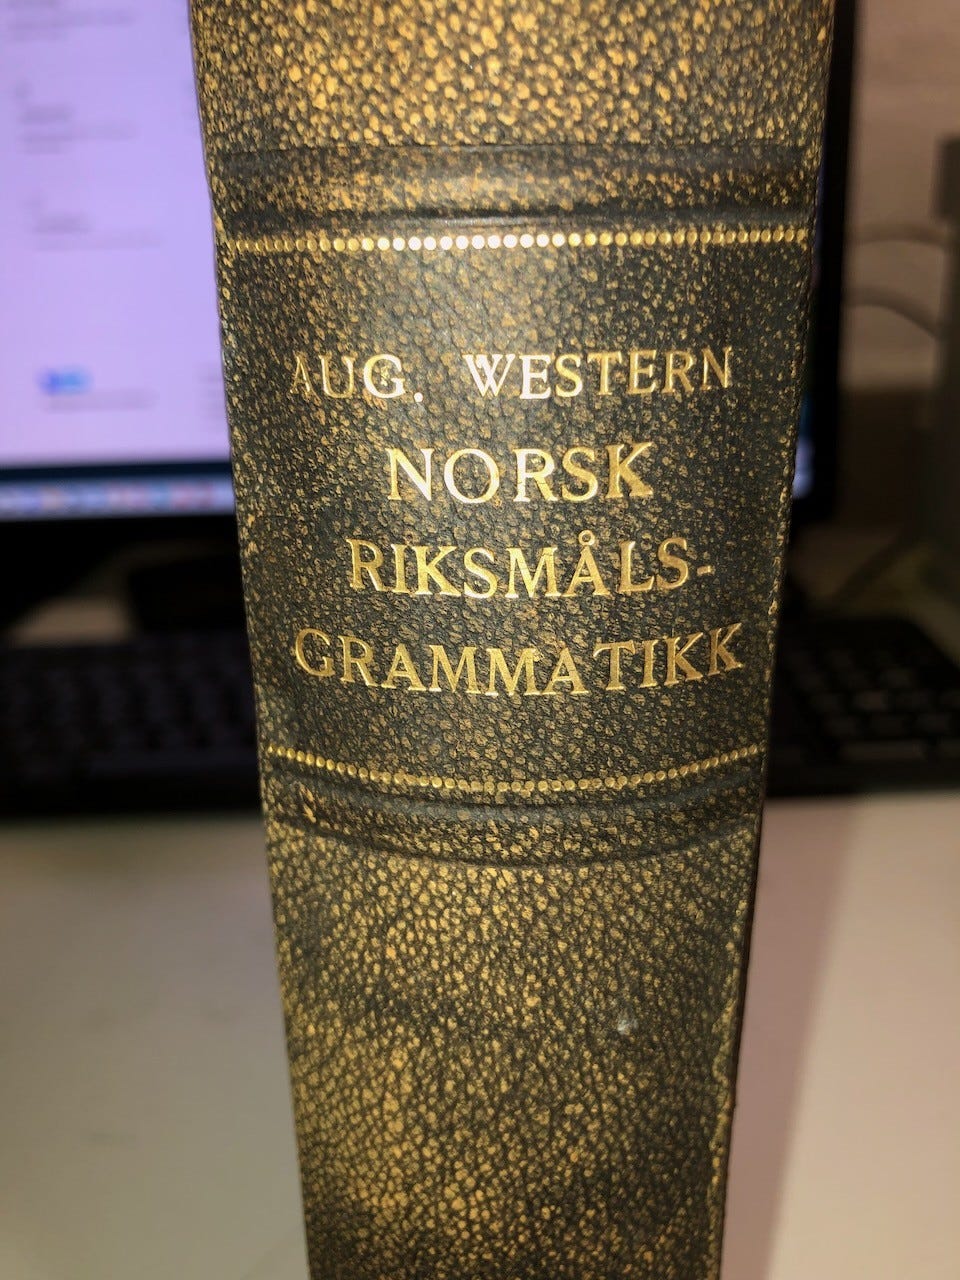 AUG. WESTERN
NORSK
RIKSMÅLS-
GRAMMATIKK